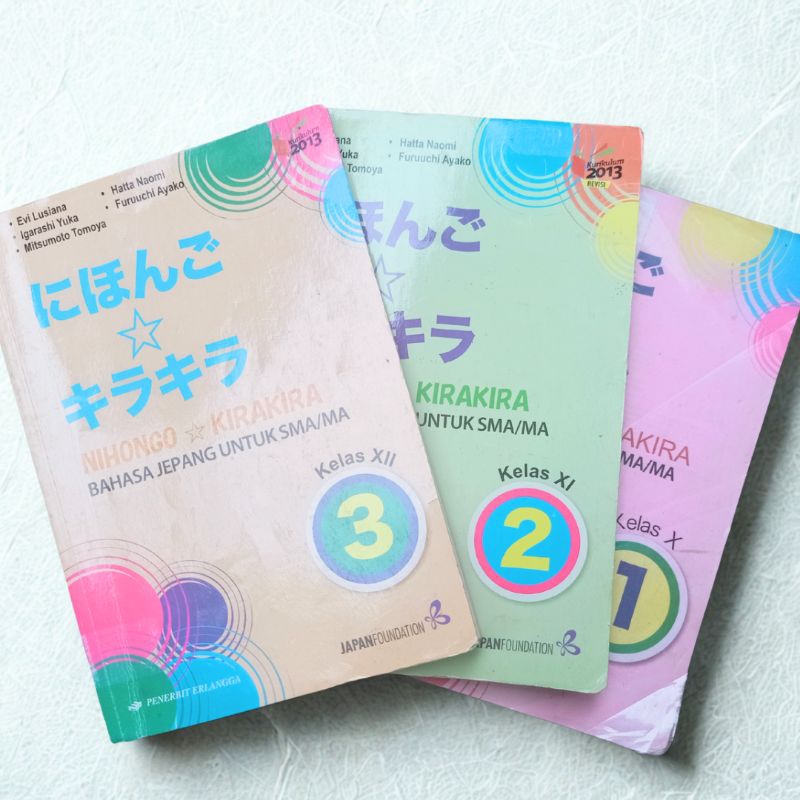 • Evi Lusiana
• Hatta Naomi
• Igarashi Yuka
• Furuuchi Ayako
• Mitsumoto Tomoya
Kurikulum
2013
にほんご
☆
キラキラ
NIHONGO ☆ KIRAKIRA
BAHASA JEPANG UNTUK SMA/MA
Kelas XII
3
JAPANFOUNDATION
PENERBIT ERLANGGA
• Hatta Naomi
• Furuuchi Ayako
Tomoya
Kurikulum
2013
REVISI
ほんご
キラ
KIRAKIRA
UNTUK SMA/MA
Kelas XI
2
JAPANFOUNDATION
ご
AKIRA
MA/MA
Kelas X
1